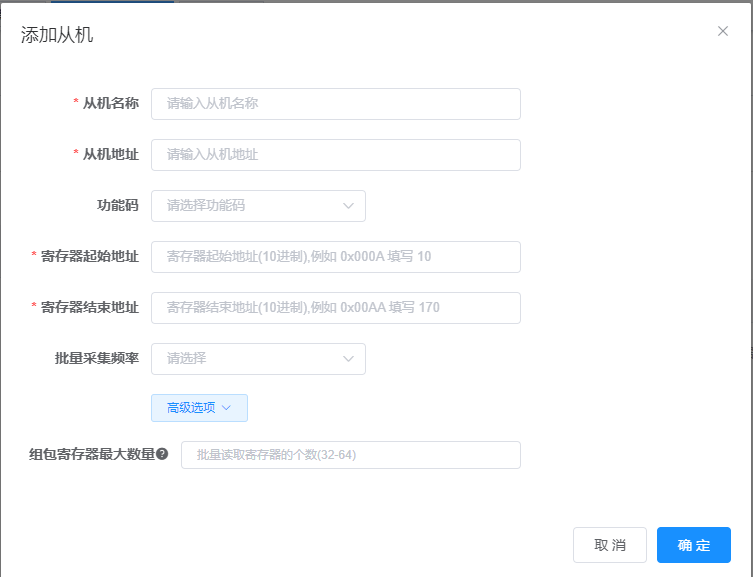 添加从机
* 从机名称 请输入从机名称
* 从机地址 请输入从机地址
功能码 请选择功能码
* 寄存器起始地址 寄存器起始地址(10进制),例如 0x000A 填写 10
* 寄存器结束地址 寄存器结束地址(10进制),例如 0x00AA 填写 170
批量采集频率 请选择
高级选项
组包寄存器最大数量 批量读取寄存器的个数(32-64)
取 消 确 定